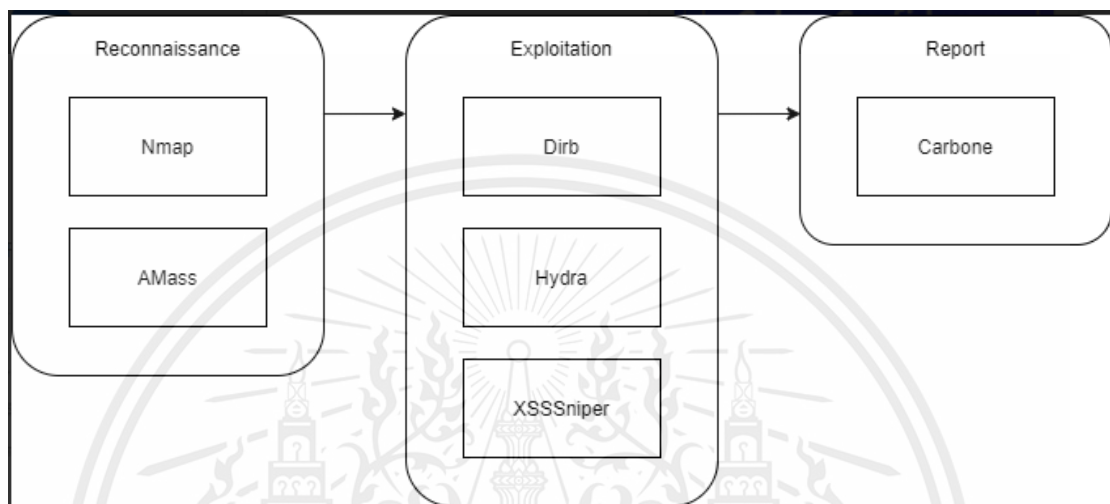 Reconnaissance
Nmap
AMass
Exploitation
Dirb
Hydra
XSSSniper
Report
Carbone